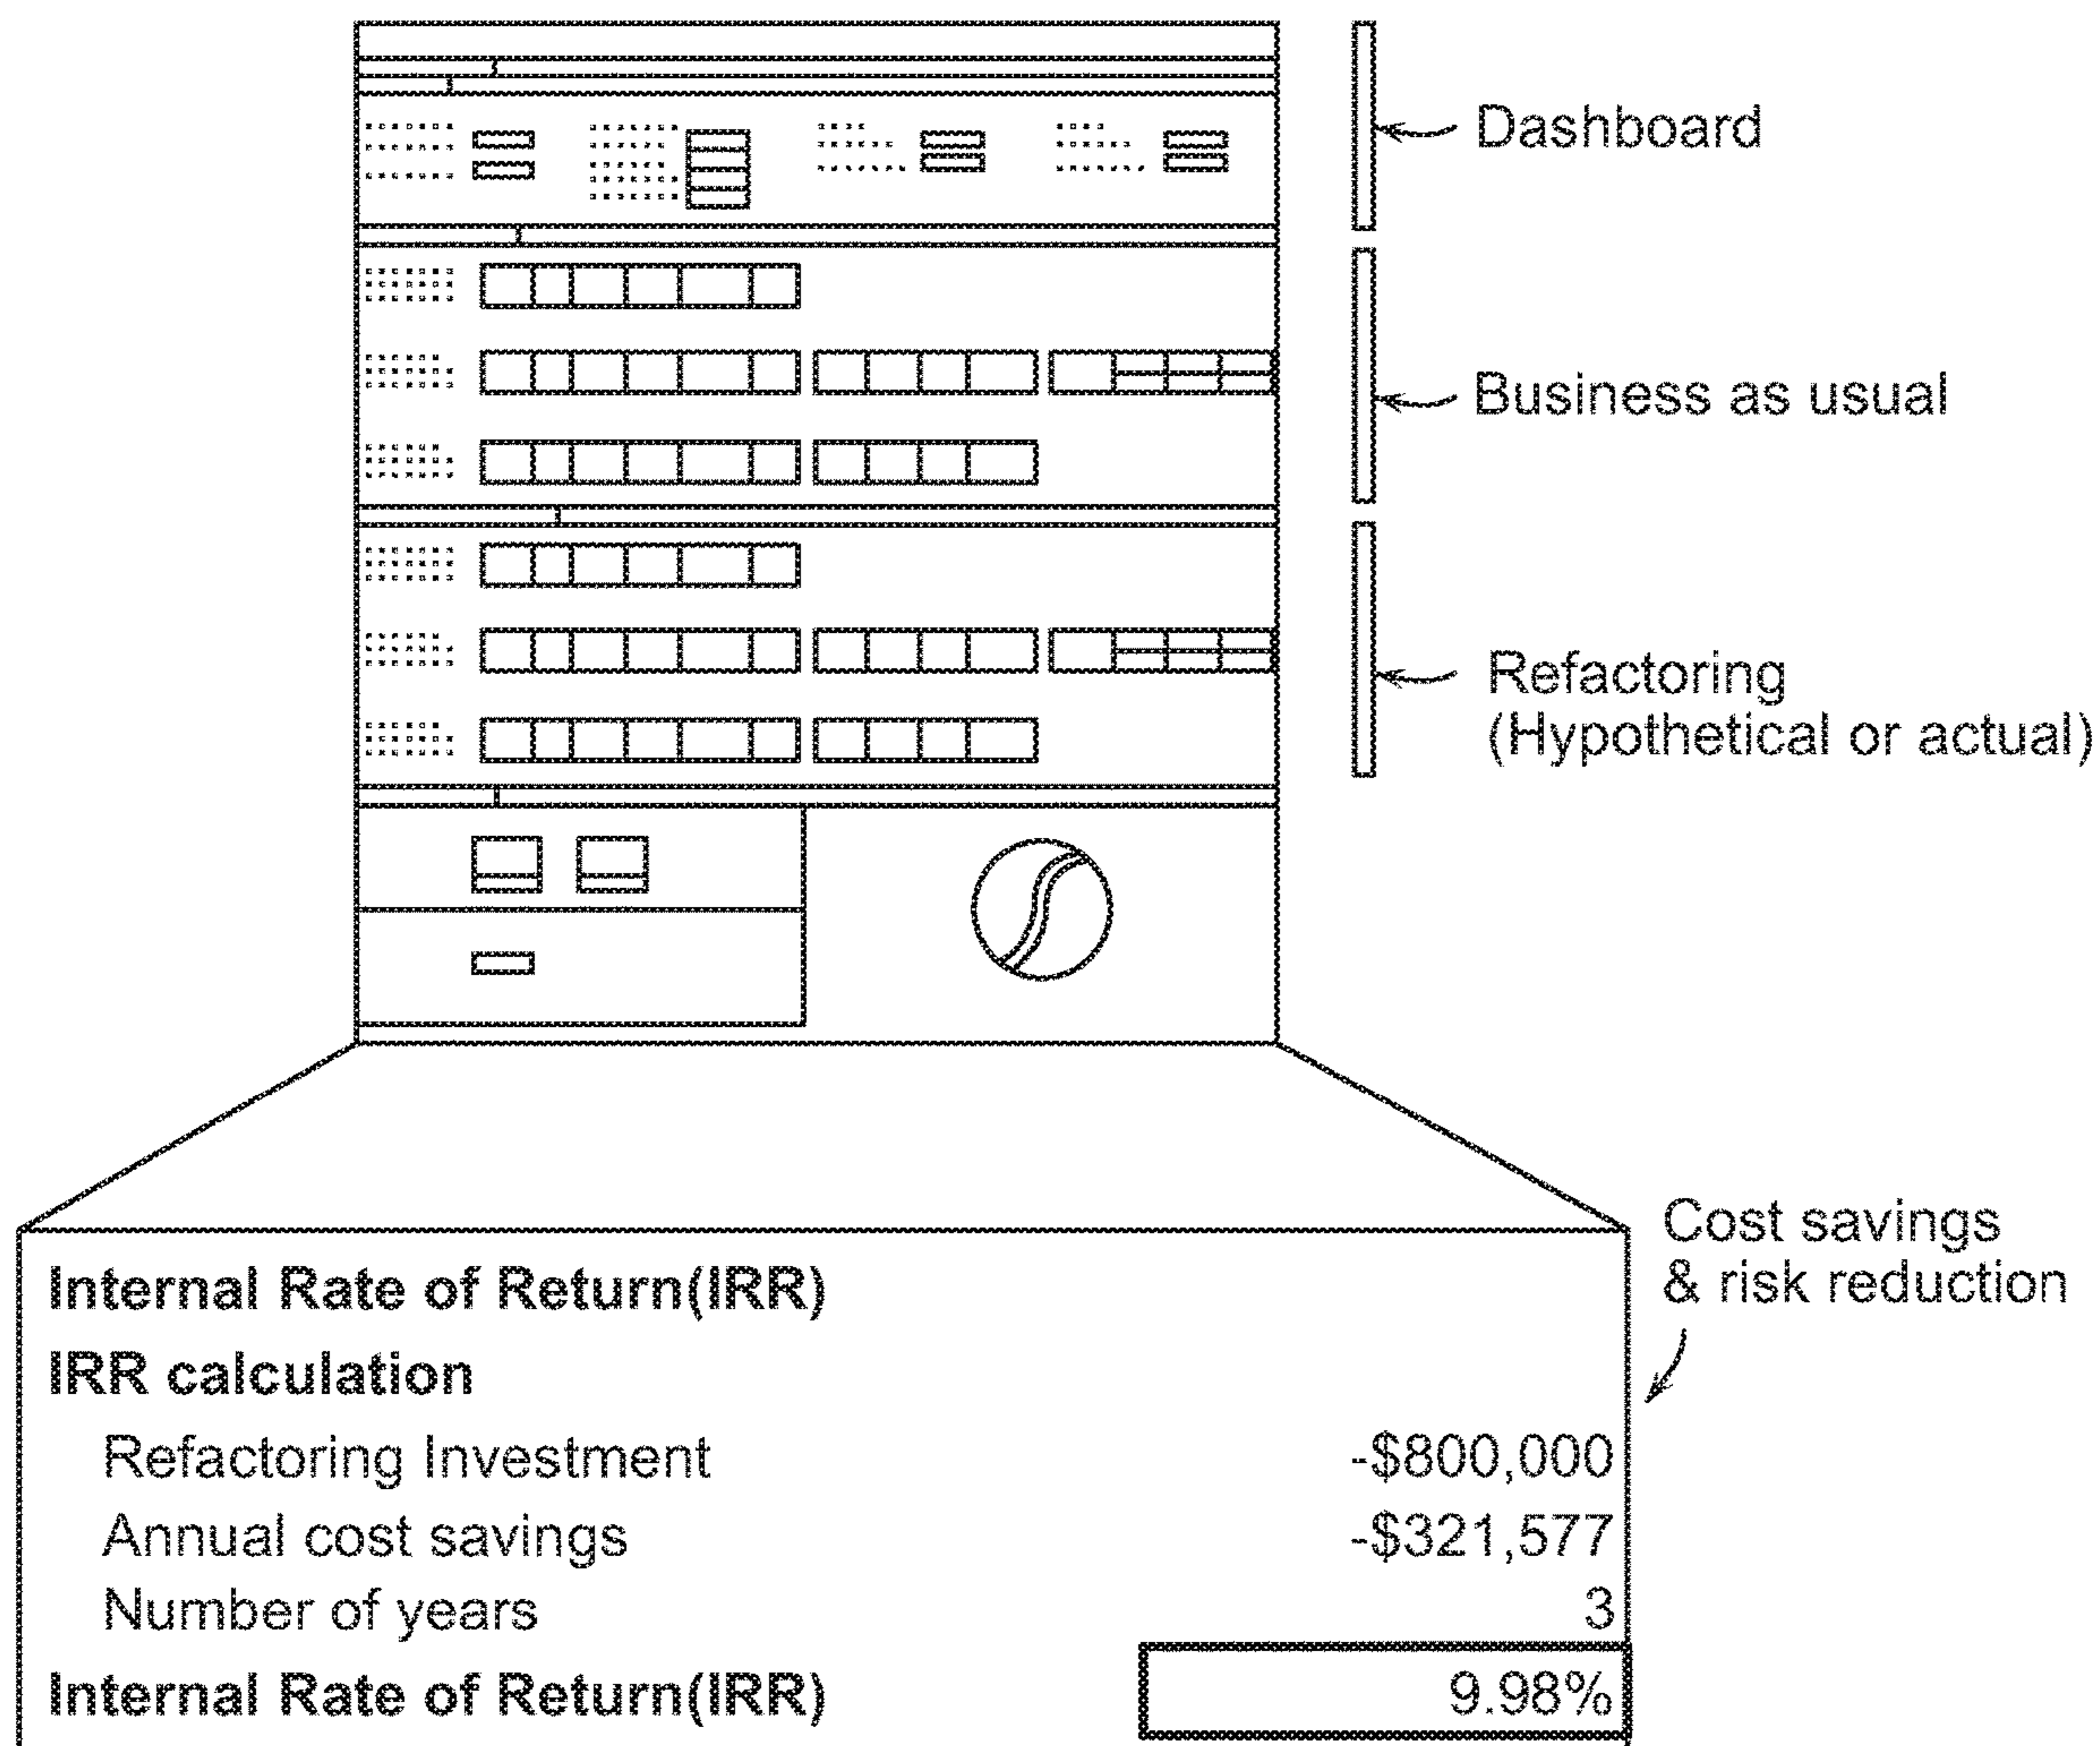 Dashboard
Business as usual
Refactoring
(Hypothetical or actual)
Cost savings
& risk reduction
Internal Rate of Return(IRR)
IRR calculation
Refactoring Investment -$800,000
Annual cost savings -$321,577
Number of years 3
Internal Rate of Return(IRR) 9.98%